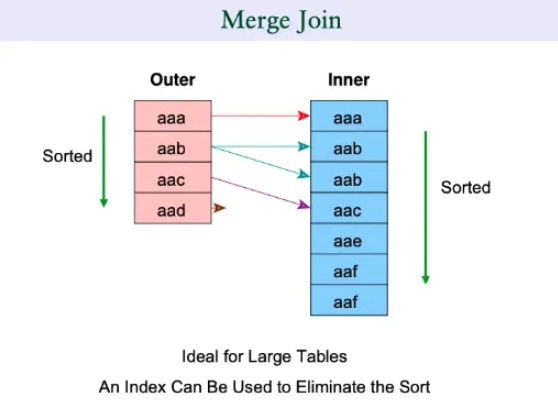 Merge Join
Outer
Inner
Sorted
aaa
aab
aac
aad
aaa
aab
aab
aac
aae
aaf
aaf
Sorted
Ideal for Large Tables
An Index Can Be Used to Eliminate the Sort